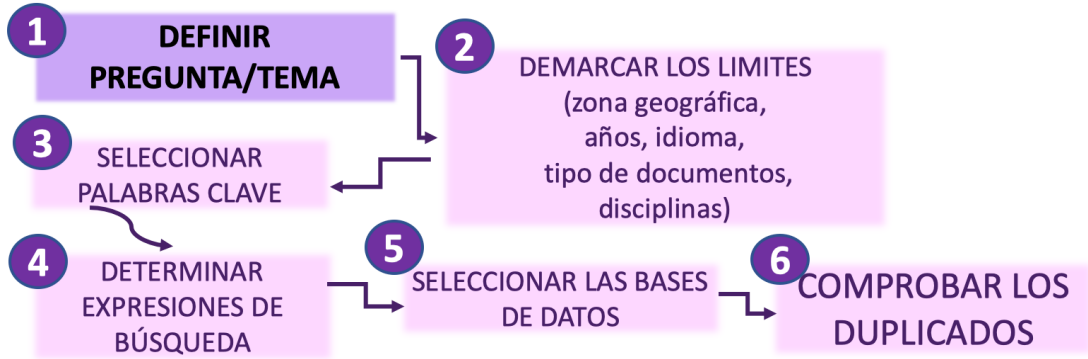 1
DEFINIR
PREGUNTA/TEMA
2
DEMARCAR LOS LIMITES
(zona geográfica,
años, idioma,
tipo de documentos,
disciplinas)
3
SELECCIONAR
PALABRAS CLAVE
4
DETERMINAR
EXPRESIONES DE
BÚSQUEDA
5
SELECCIONAR LAS BASES
DE DATOS
6
COMPROBAR LOS
DUPLICADOS